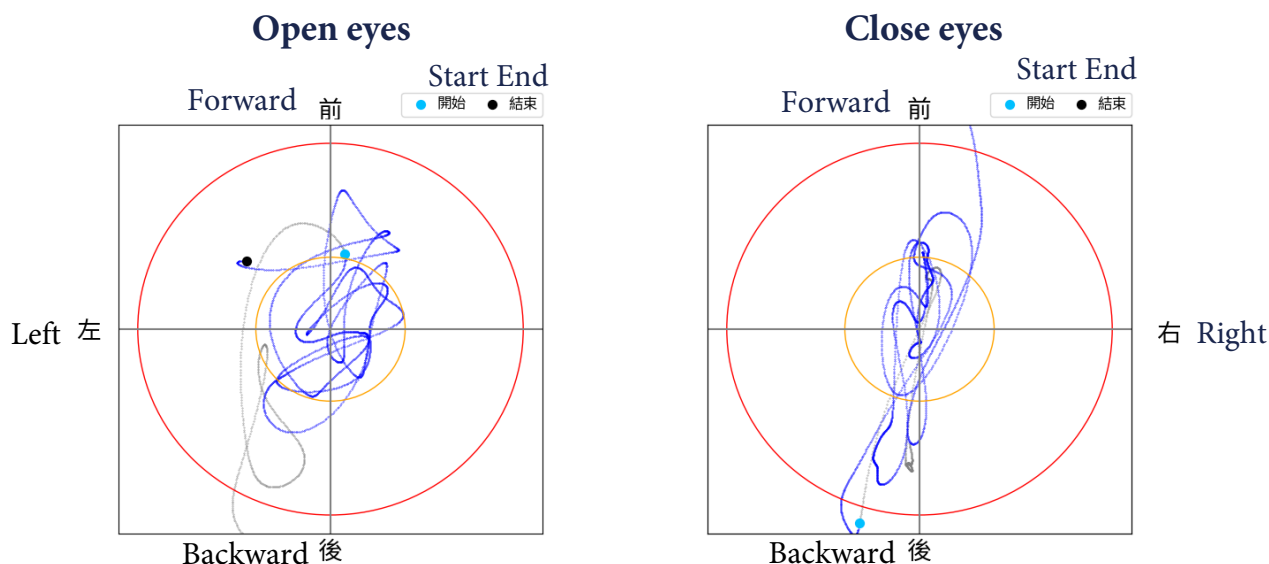 Open eyes
Close eyes
Start End
Forward 前
開始 結束
Start End
Forward 前
開始 結束
Left 左
右 Right
Backward 後
Backward 後